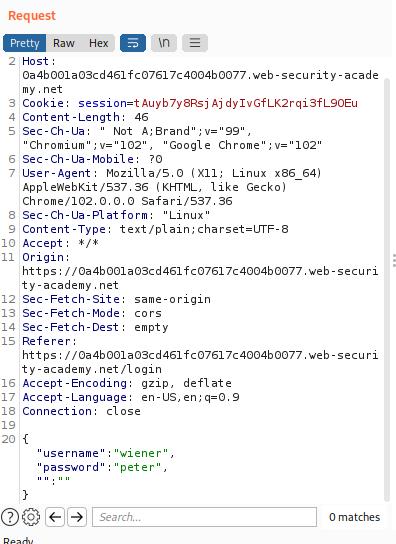 Request
Pretty Raw Hex \n
2 Host:
0a4b001a03cd461fc07617c4004b0077.web-security-acade
my.net
3 Cookie: session=tAuyb7y8RsjAjdyIvGfLK2rqi3fL9OEu
4 Content-Length: 46
5 Sec-Ch-Ua: " Not A;Brand";v="99",
"Chromium";v="102", "Google Chrome";v="102"
6 Sec-Ch-Ua-Mobile: ?0
7 User-Agent: Mozilla/5.0 (X11; Linux x86_64)
AppleWebKit/537.36 (KHTML, like Gecko)
Chrome/102.0.0.0 Safari/537.36
8 Sec-Ch-Ua-Platform: "Linux"
9 Content-Type: text/plain;charset=UTF-8
10 Accept: */*
11 Origin:
https://0a4b001a03cd461fc07617c4004b0077.web-securi
ty-academy.net
12 Sec-Fetch-Site: same-origin
13 Sec-Fetch-Mode: cors
14 Sec-Fetch-Dest: empty
15 Referer:
https://0a4b001a03cd461fc07617c4004b0077.web-securi
ty-academy.net/login
16 Accept-Encoding: gzip, deflate
17 Accept-Language: en-US,en;q=0.9
18 Connection: close
19
20 {
"username":"wiener",
"password":"peter",
"":""
}
Search... 0 matches
Ready